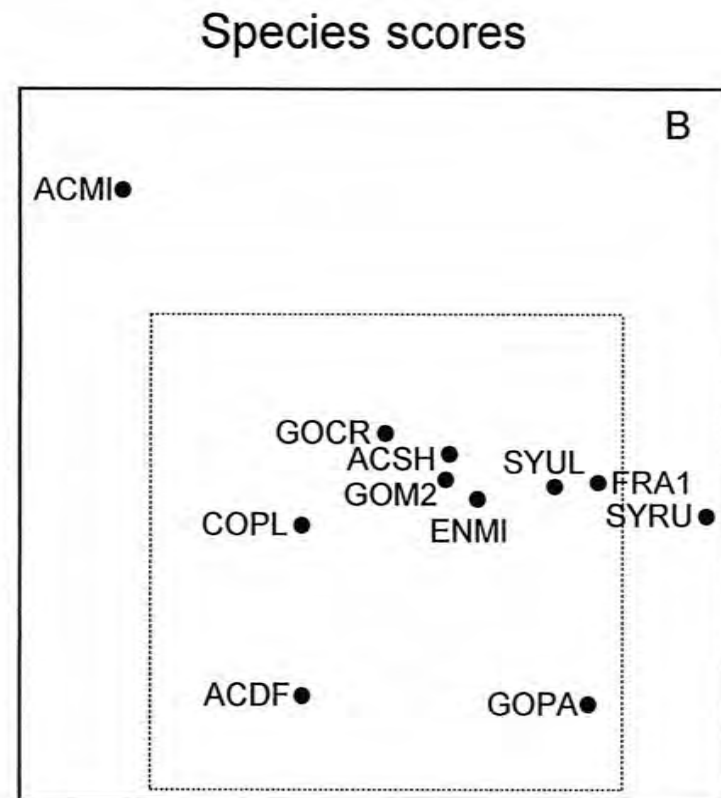 Species scores
B
ACMI
GOCR
ACSH
SYUL
FRA1
GOM2
SYRU
COPL
ENMI
ACDF
GOPA